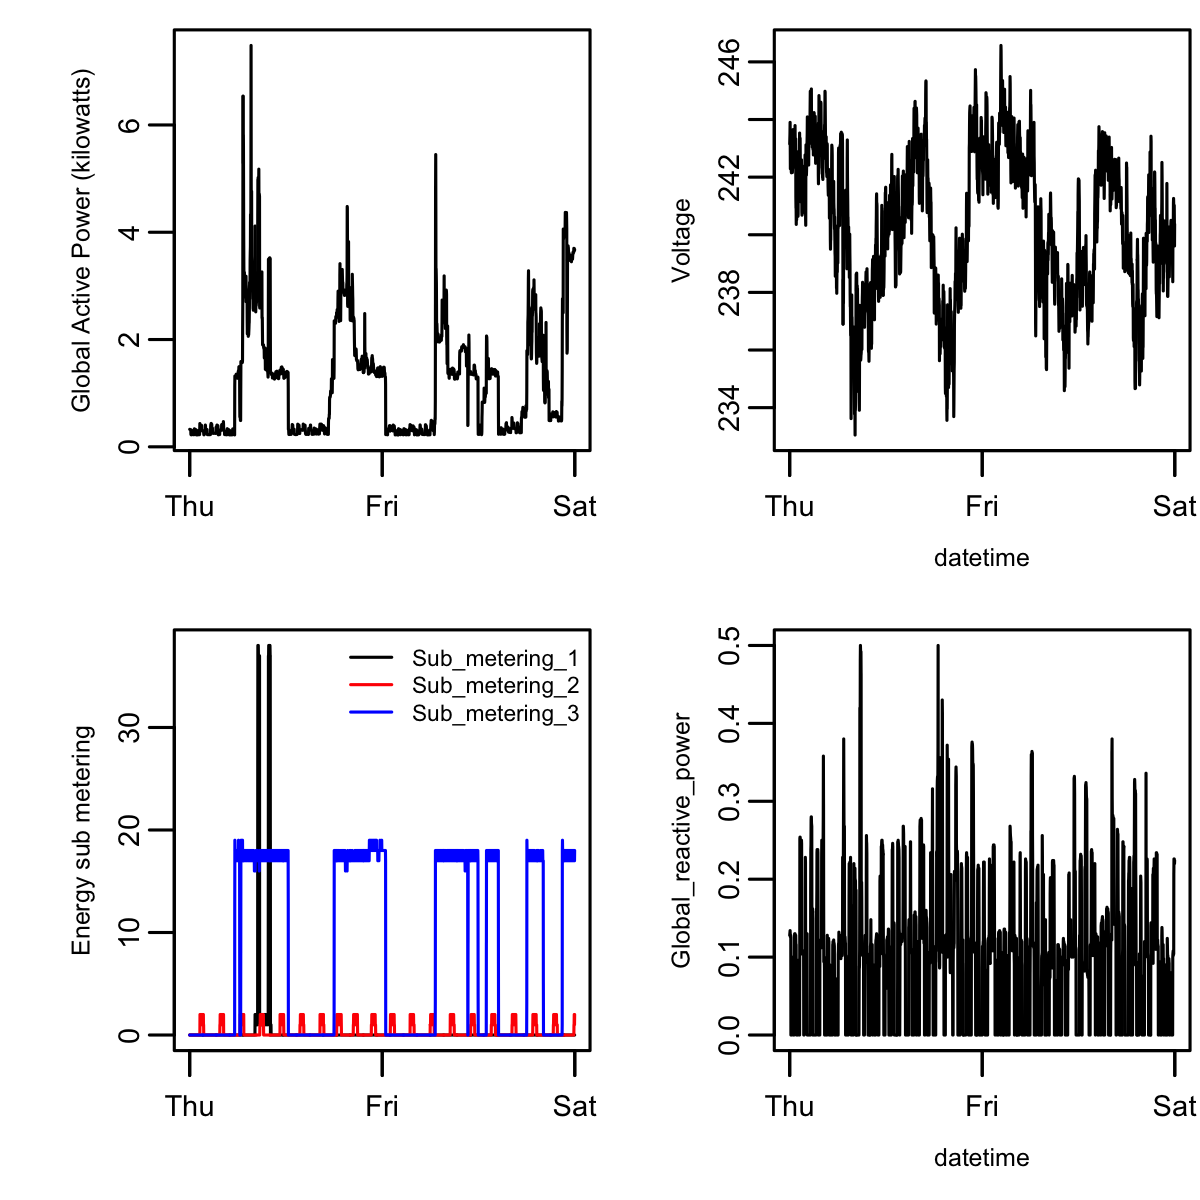 Global Active Power (kilowatts)
6
4
2
0
Thu Fri Sat
Voltage
246
242
238
234
Thu Fri Sat
datetime
Energy sub metering
30
20
10
0
Sub_metering_1
Sub_metering_2
Sub_metering_3
Thu Fri Sat
Global_reactive_power
0.5
0.4
0.3
0.2
0.1
0.0
Thu Fri Sat
datetime